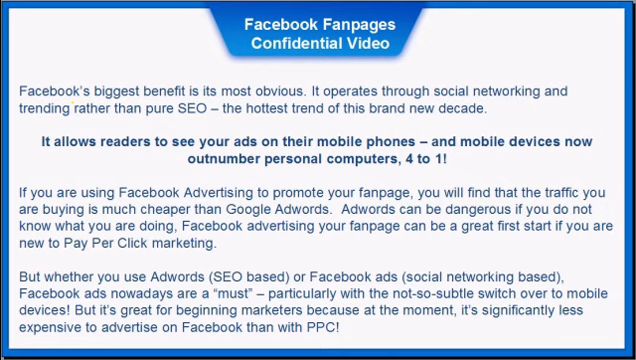 Facebook Fanpages
Confidential Video
Facebook's biggest benefit is its most obvious. It operates through social networking and
trending rather than pure SEO – the hottest trend of this brand new decade.
It allows readers to see your ads on their mobile phones – and mobile devices now
outnumber personal computers, 4 to 1!
If you are using Facebook Advertising to promote your fanpage, you will find that the traffic you
are buying is much cheaper than Google Adwords.  Adwords can be dangerous if you do not
know what you are doing, Facebook advertising your fanpage can be a great first start if you are
new to Pay Per Click marketing.
But whether you use Adwords (SEO based) or Facebook ads (social networking based),
Facebook ads nowadays are a “must” – particularly with the not-so-subtle switch over to mobile
devices! But it's great for beginning marketers because at the moment, it's significantly less
expensive to advertise on Facebook than with PPC!